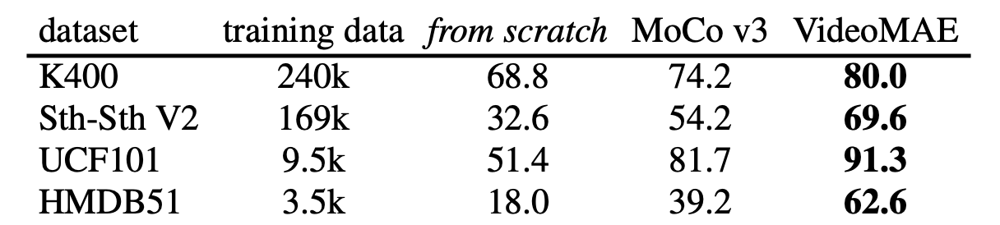 dataset training data from scratch MoCo v3 VideoMAE
K400 240k 68.8 74.2 80.0
Sth-Sth V2 169k 32.6 54.2 69.6
UCF101 9.5k 51.4 81.7 91.3
HMDB51 3.5k 18.0 39.2 62.6